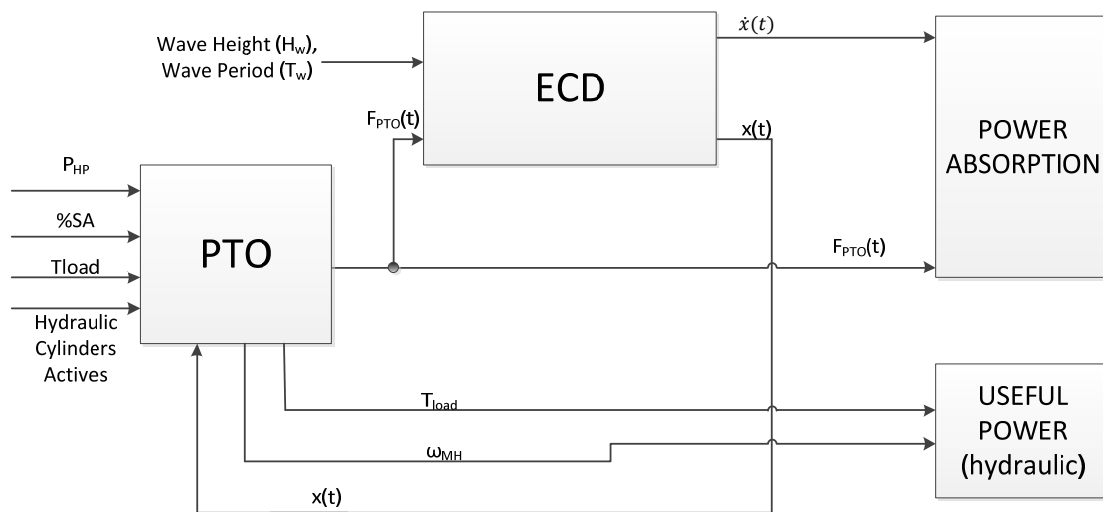 Wave Height (Hw),
Wave Period (Tw)
ẋ(t)
ECD
FPTO(t)
x(t)
POWER
ABSORPTION
PHP
%SA
Tload
Hydraulic
Cylinders
Actives
PTO
FPTO(t)
Tload
ωMH
x(t)
USEFUL
POWER
(hydraulic)